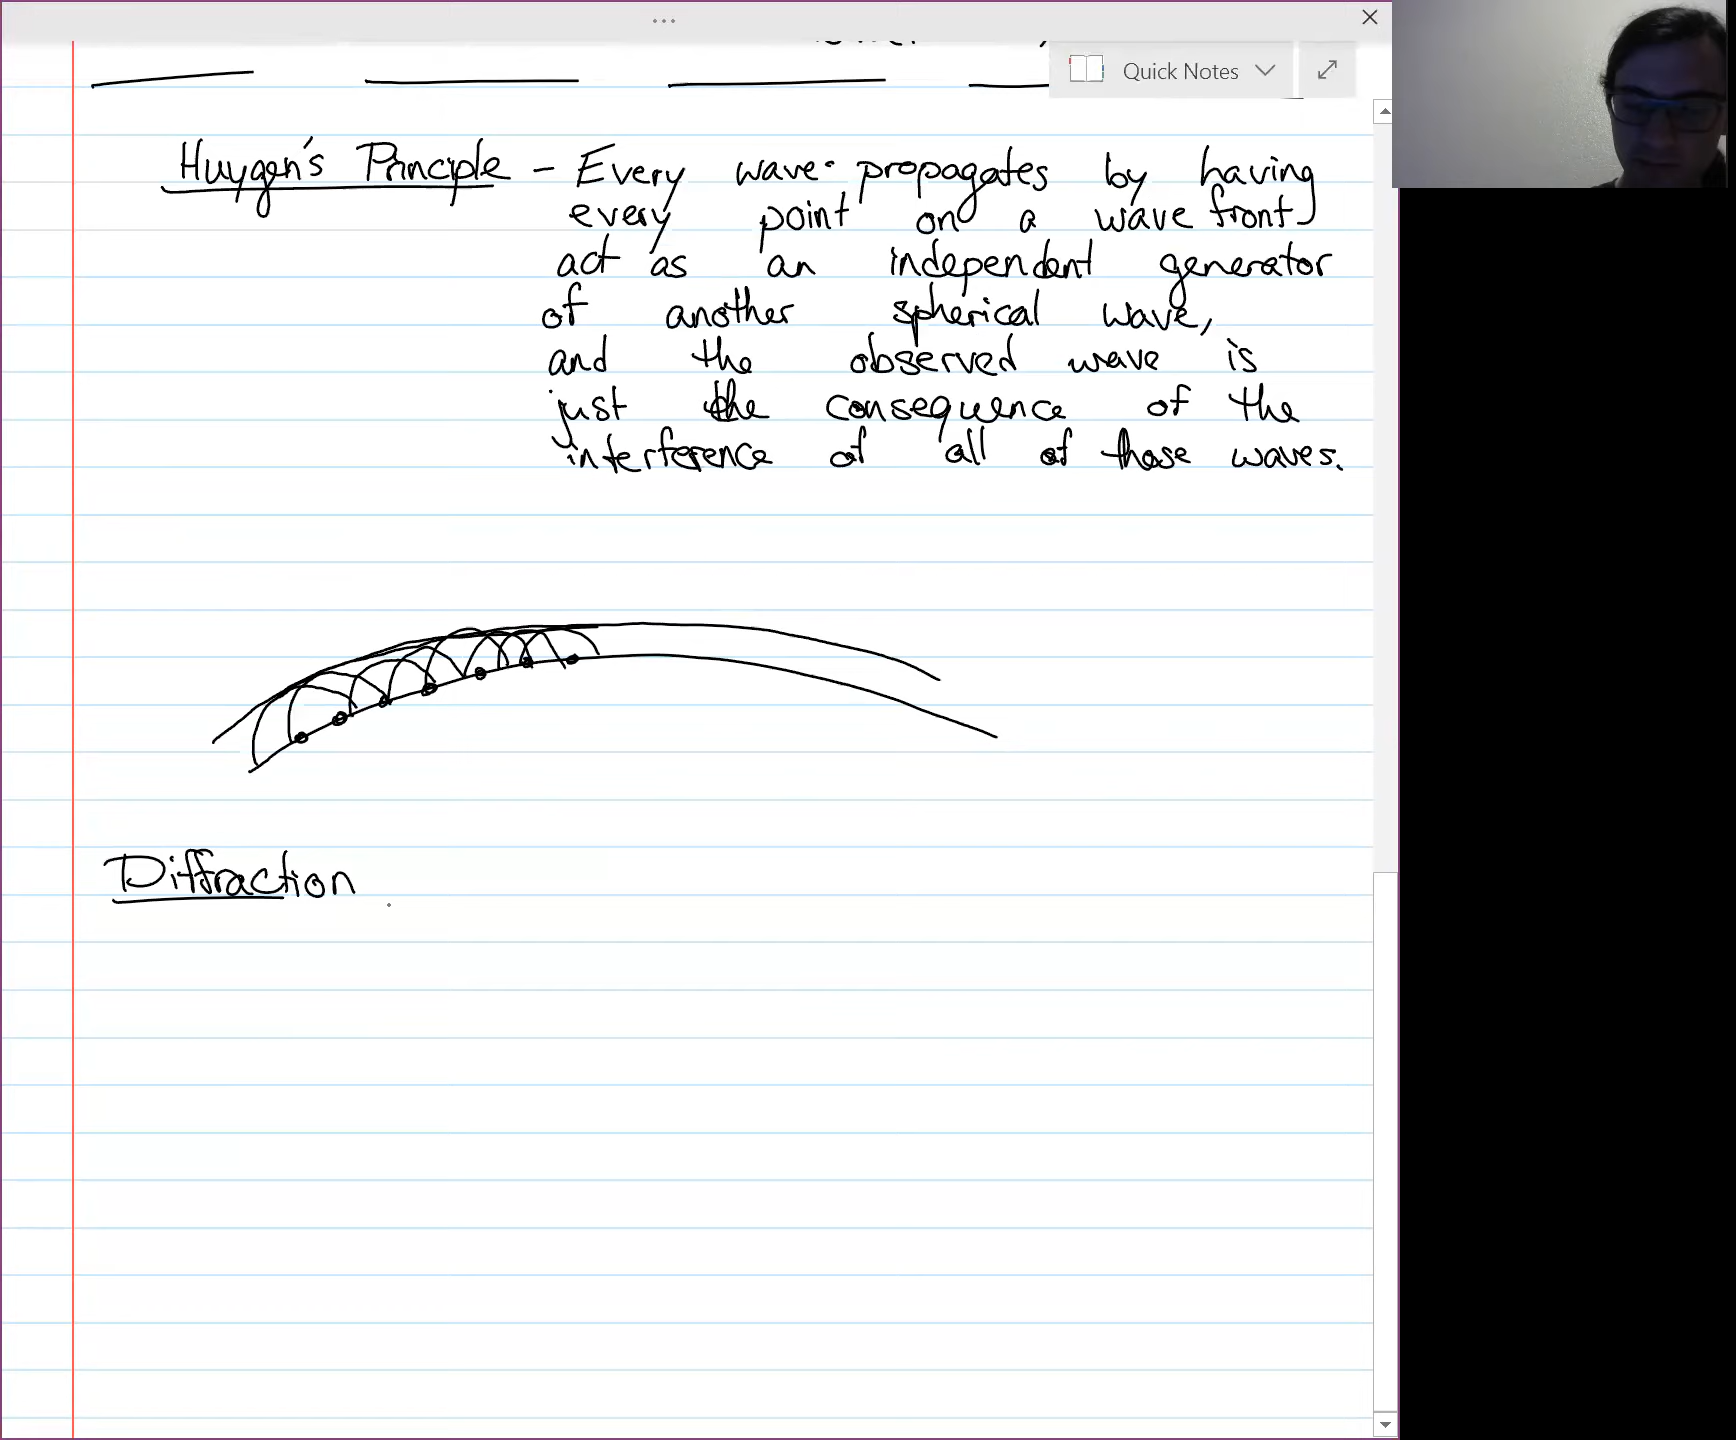 Quick Notes
Huygen's Principle - Every wave propagates by having
every point on a wave front
act as an independent generator
of another spherical wave,
and the observed wave is
just the consequence of the
interference of all of those waves.
Diffraction